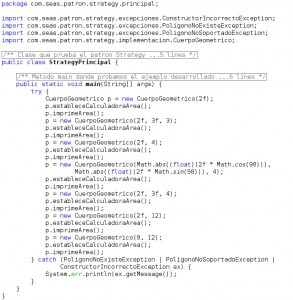 package com.seas.patron.strategy.principal;
import com.seas.patron.strategy.excepciones.ConstructorIncorrectoException;
import com.seas.patron.strategy.excepciones.PoligonoNoExisteException;
import com.seas.patron.strategy.excepciones.PoligonoNoSoportadoException;
import com.seas.patron.strategy.implementacion.CuerpoGeometrico;
/** Clase que prueba el patron Strategy ...5 lines */
public class StrategyPrincipal {
/** Metodo main donde probamos el ejemplo desarrollado ...6 lines */
public static void main(String[] args) {
try {
CuerpoGeometrico p = new CuerpoGeometrico(2f);
p.estableceCalculadoraArea();
p.imprimeArea();
p = new CuerpoGeometrico(2f, 3f, 3);
p.estableceCalculadoraArea();
p.imprimeArea();
p = new CuerpoGeometrico(2f, 4);
p.estableceCalculadoraArea();
p.imprimeArea();
p = new CuerpoGeometrico(Math.abs((float)2f * Math.cos(90)),
Math.abs((float)2f * Math.sin(90)), 4);
p.estableceCalculadoraArea();
p.imprimeArea();
p = new CuerpoGeometrico(2f, 3f, 4);
p.estableceCalculadoraArea();
p.imprimeArea();
p = new CuerpoGeometrico(2f, 12);
p.estableceCalculadoraArea();
p.imprimeArea();
p = new CuerpoGeometrico(0, 12);
p.estableceCalculadoraArea();
p.imprimeArea();
} catch (PoligonoNoExisteException | PoligonoNoSoportadoException |
ConstructorIncorrectoException ex) {
System.err.println(ex.getMessage());
}
}
}